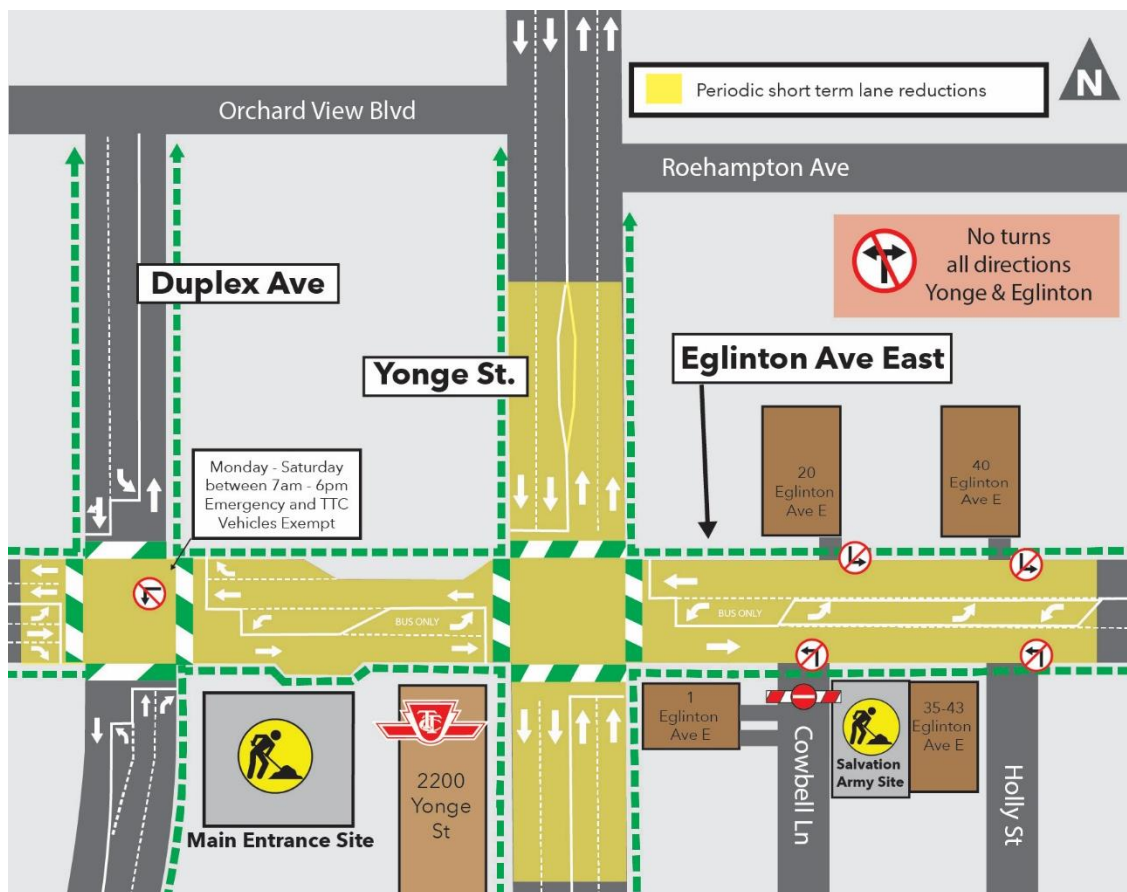 Periodic short term lane reductions
N
Orchard View Blvd
Roehampton Ave
No turns
all directions
Yonge & Eglinton
Duplex Ave
Yonge St.
Eglinton Ave East
Monday - Saturday
between 7am - 6pm
Emergency and TTC
Vehicles Exempt
20
Eglinton
Ave E
40
Eglinton
Ave E
BUS ONLY
BUS ONLY
Main Entrance Site
TTC
2200
Yonge
St
1
Eglinton
Ave E
Cowbell Ln
Salvation
Army Site
35-43
Eglinton
Ave E
Holly St